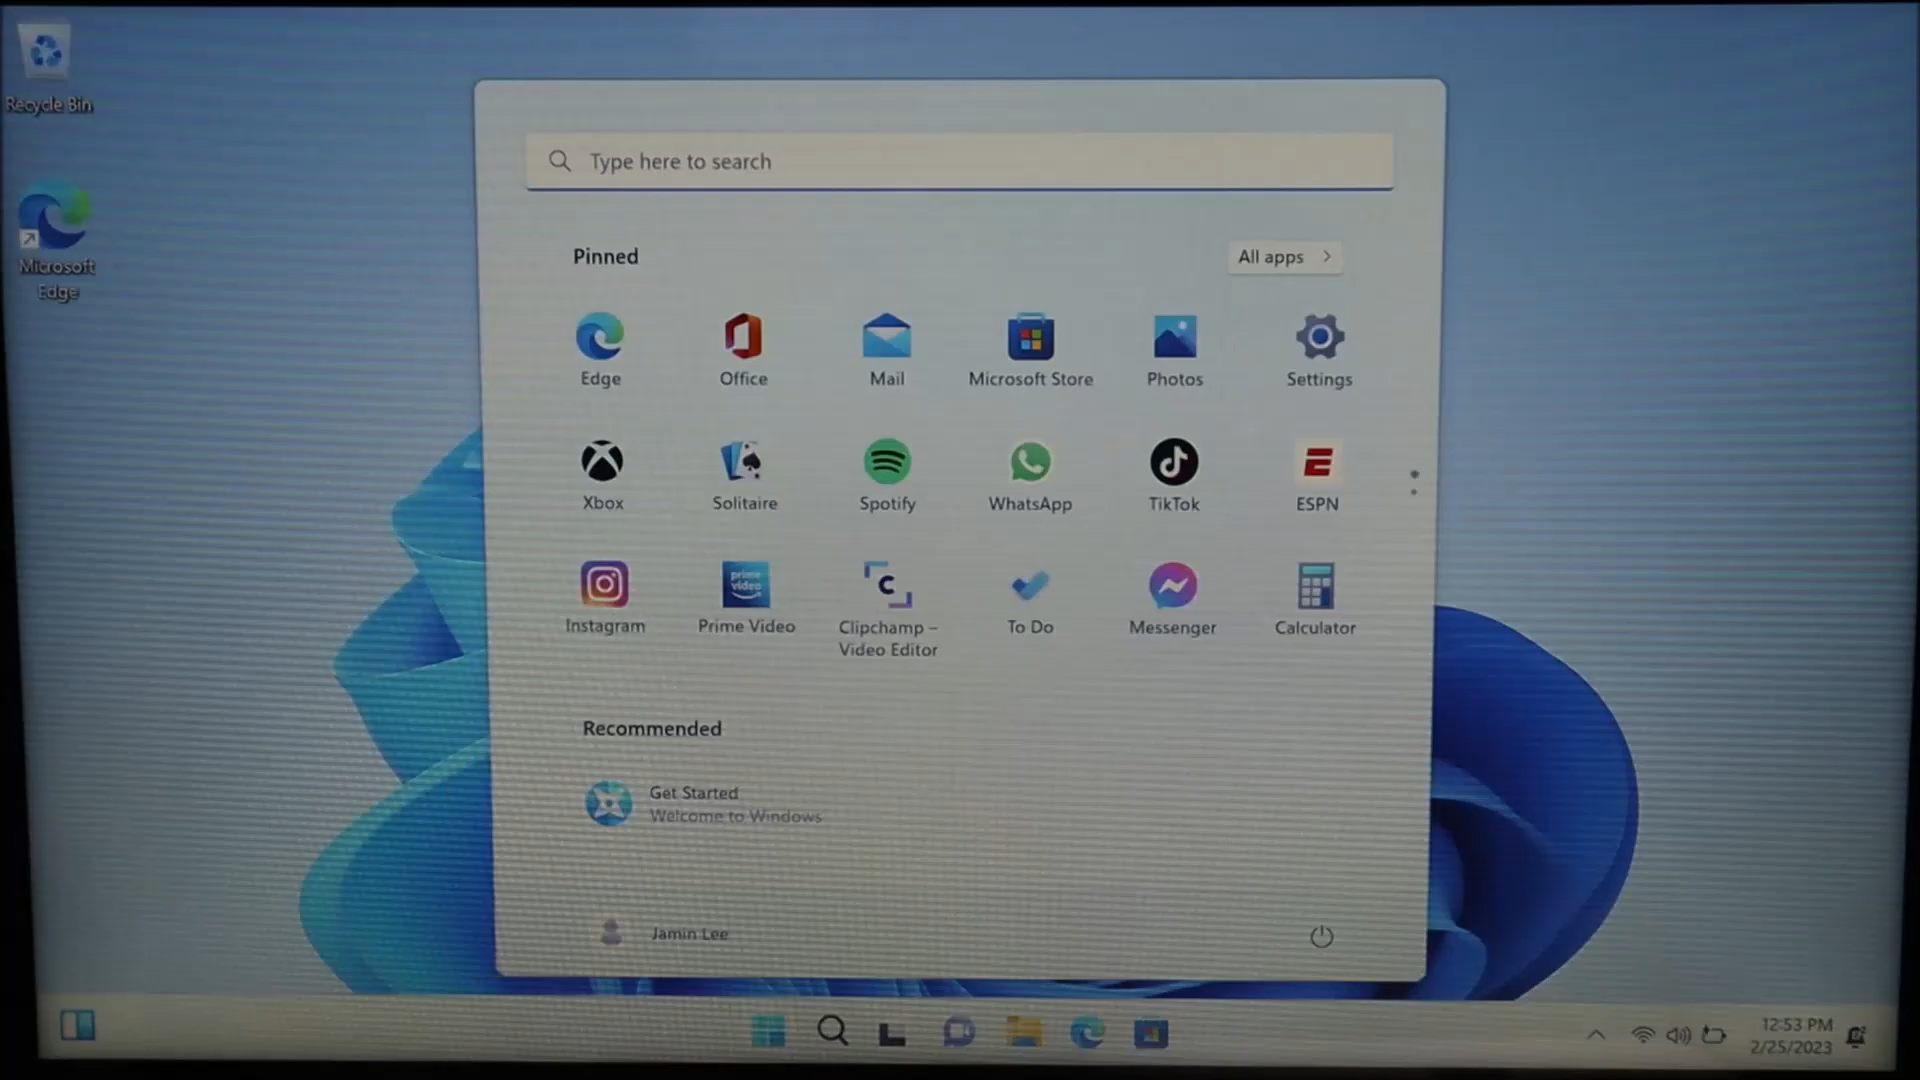 Recycle Bin
Microsoft
Edge
Type here to search
Pinned
All apps
Edge
Office
Mail
Microsoft Store
Photos
Settings
Xbox
Solitaire
Spotify
WhatsApp
TikTok
ESPN
Instagram
prime
video
Prime Video
Clipchamp –
Video Editor
To Do
Messenger
Calculator
Recommended
Get Started
Welcome to Windows
Jamin Lee
12:53 PM
2/25/2023